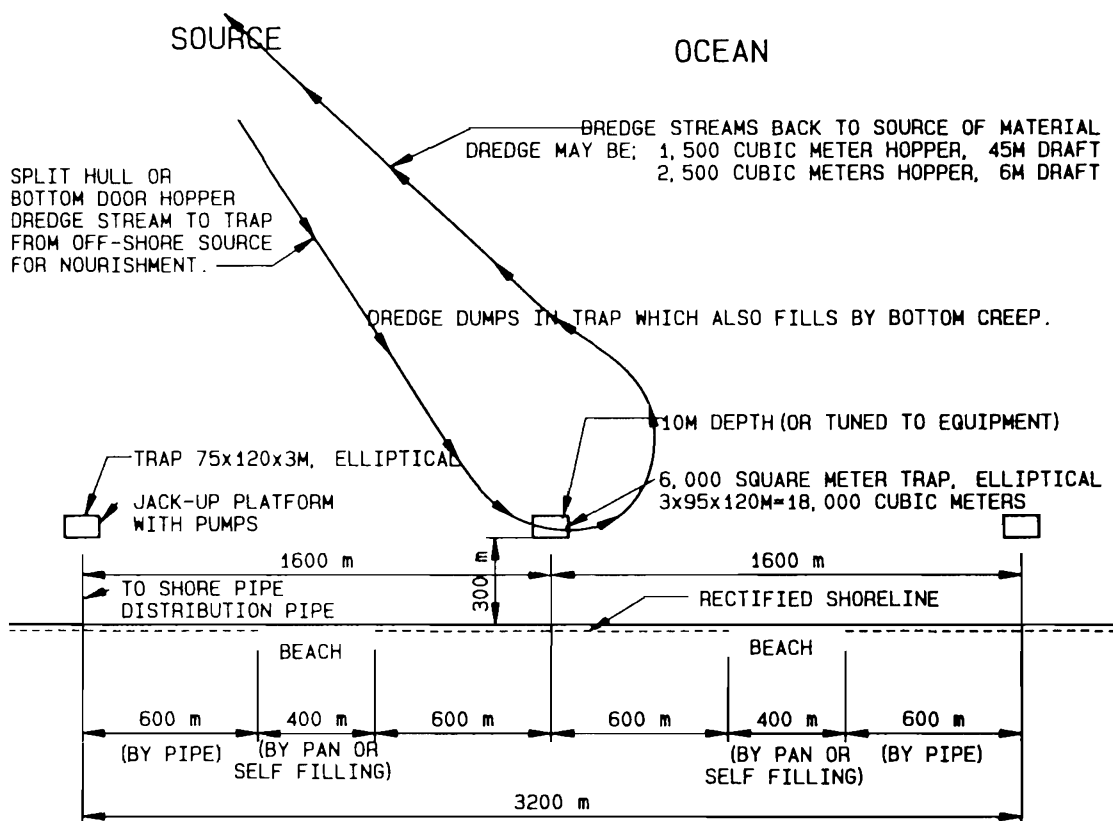 SOURCE
OCEAN
DREDGE STREAMS BACK TO SOURCE OF MATERIAL
DREDGE MAY BE; 1,500 CUBIC METER HOPPER, 45M DRAFT
2,500 CUBIC METERS HOPPER, 6M DRAFT
SPLIT HULL OR
BOTTOM DOOR HOPPER
DREDGE STREAM TO TRAP
FROM OFF-SHORE SOURCE
FOR NOURISHMENT.
DREDGE DUMPS IN TRAP WHICH ALSO FILLS BY BOTTOM CREEP.
10M DEPTH (OR TUNED TO EQUIPMENT)
TRAP 75x120x3M, ELLIPTICAL
6,000 SQUARE METER TRAP, ELLIPTICAL
3x95x120M=18,000 CUBIC METERS
JACK-UP PLATFORM
WITH PUMPS
1600 m
300 m
1600 m
TO SHORE PIPE
DISTRIBUTION PIPE
RECTIFIED SHORELINE
BEACH
BEACH
600 m
400 m
600 m
600 m
400 m
600 m
(BY PIPE)
(BY PAN OR
SELF FILLING)
(BY PAN OR
SELF FILLING)
(BY PIPE)
3200 m